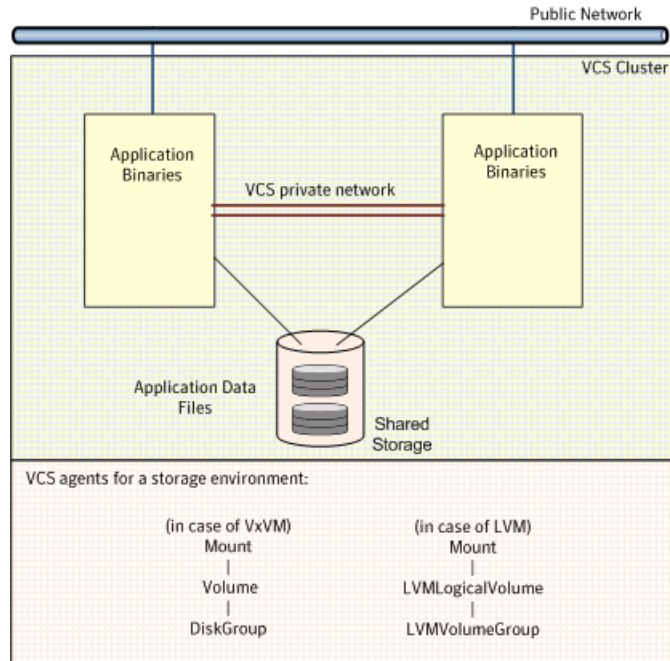 Public Network
VCS Cluster
Application
Binaries
Application
Binaries
VCS private network
Application Data
Files
Shared
Storage
VCS agents for a storage environment:
(in case of VxVM)
Mount
Volume
DiskGroup
(in case of LVM)
Mount
LVMLogicalVolume
LVMVolumeGroup